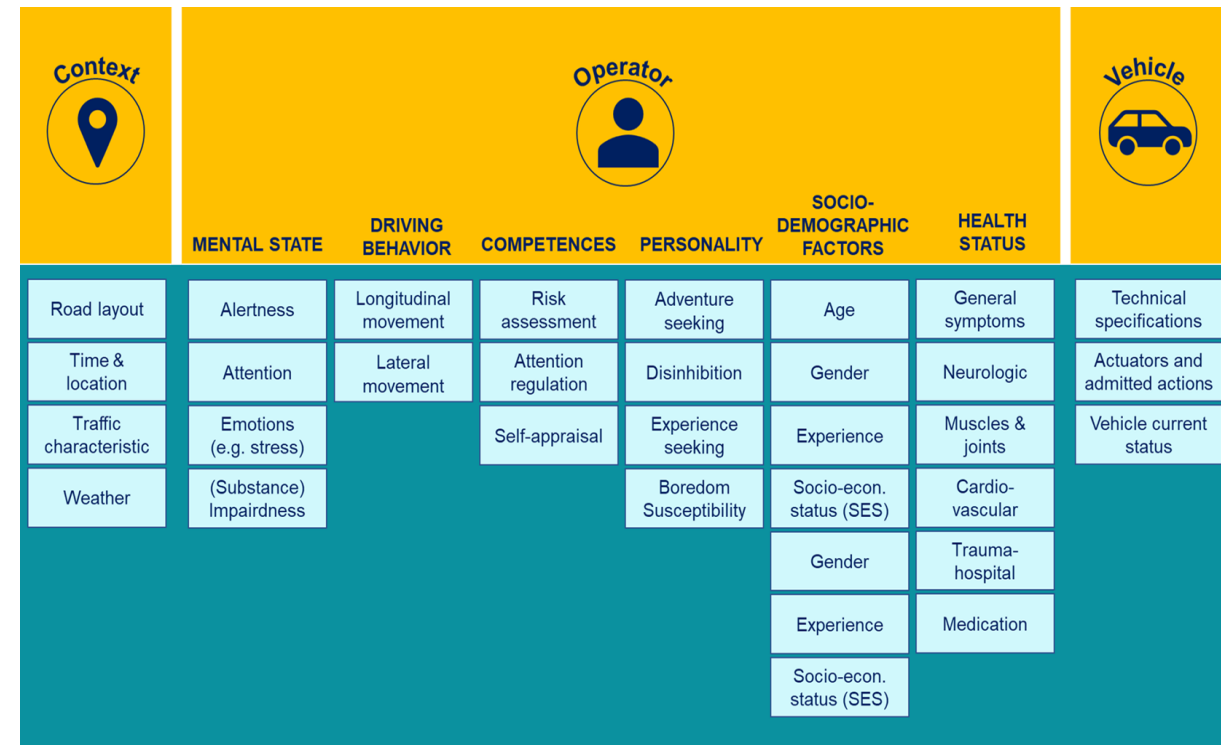 Context
Operator
Vehicle
MENTAL STATE
DRIVING
BEHAVIOR
COMPETENCES
PERSONALITY
SOCIO-
DEMOGRAPHIC
FACTORS
HEALTH
STATUS
Road layout
Time &
location
Traffic
characteristic
Weather
Alertness
Attention
Emotions
(e.g. stress)
(Substance)
Impairdness
Longitudinal
movement
Lateral
movement
Risk
assessment
Attention
regulation
Self-appraisal
Adventure
seeking
Disinhibition
Experience
seeking
Boredom
Susceptibility
Age
Gender
Experience
Socio-econ.
status (SES)
Gender
Experience
Socio-econ.
status (SES)
General
symptoms
Neurologic
Muscles &
joints
Cardio-
vascular
Trauma-
hospital
Medication
Technical
specifications
Actuators and
admitted actions
Vehicle current
status